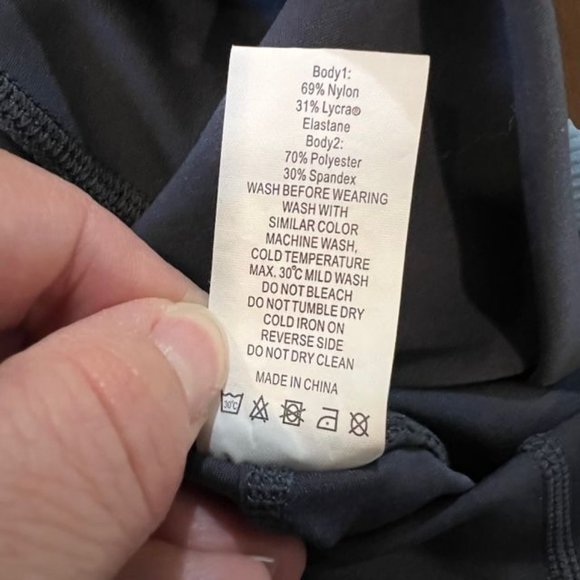 Body1:
69% Nylon
31% Lycra®
Elastane
Body2:
70% Polyester
30% Spandex
WASH BEFORE WEARING
WASH WITH
SIMILAR COLOR
MACHINE WASH,
COLD TEMPERATURE
MAX. 30℃ MILD WASH
DO NOT BLEACH
DO NOT TUMBLE DRY
COLD IRON ON
REVERSE SIDE
DO NOT DRY CLEAN
MADE IN CHINA
30℃